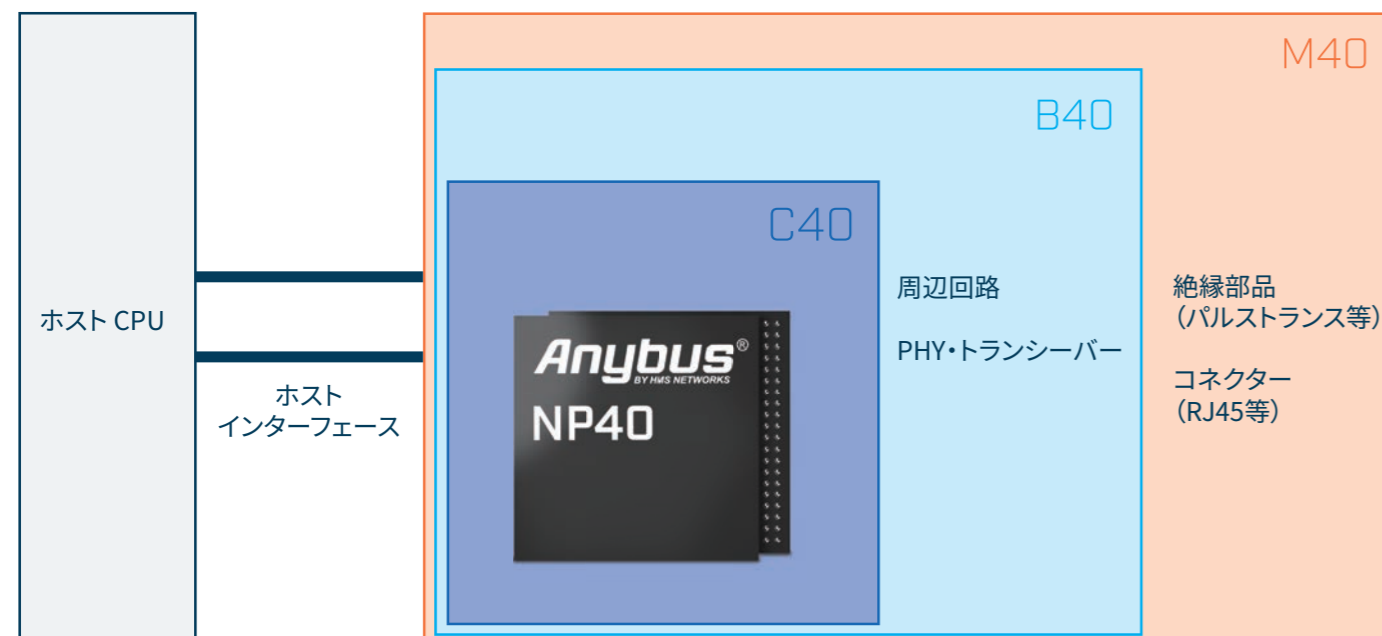 M40
B40
C40
ホスト CPU
ホスト
インターフェース
Anybus®
BY HMS NETWORKS
NP40
周辺回路
PHY・トランシーバー
絶縁部品
（パルストランス等）
コネクター
（RJ45等）